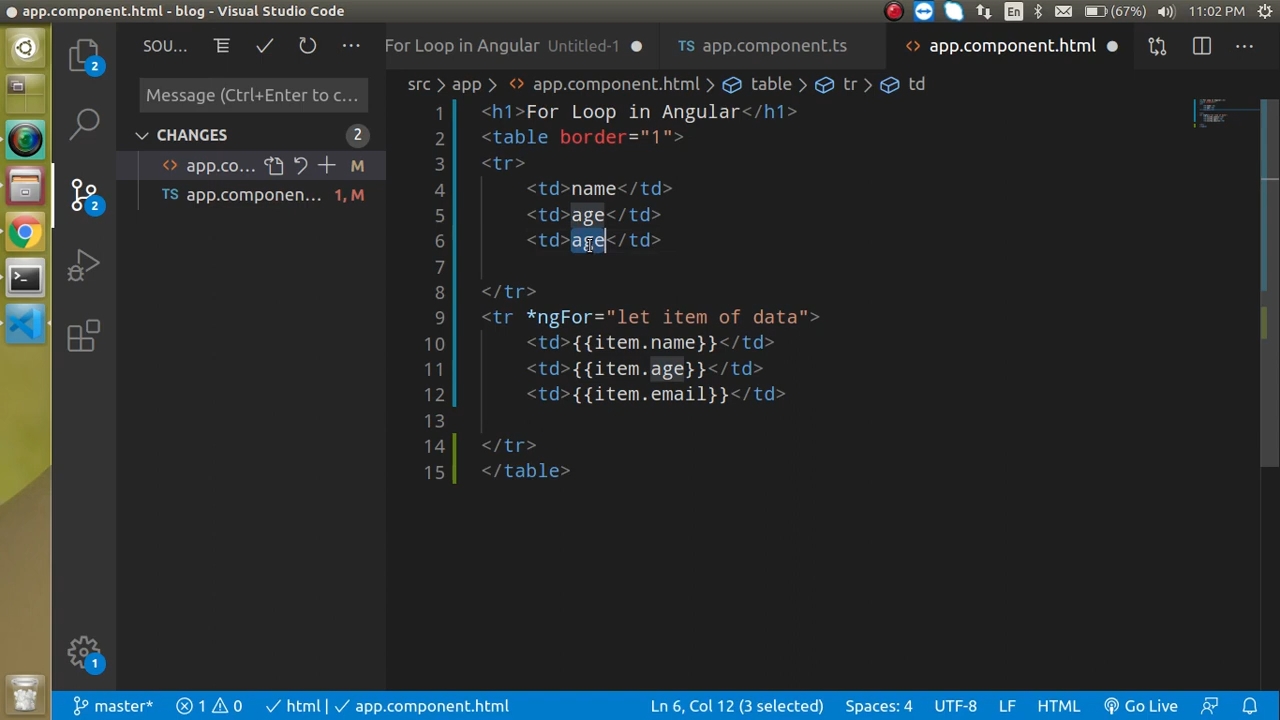 app.component.html - blog - Visual Studio Code
En
(67%)
11:02 PM
SOU...
For Loop in Angular Untitled-1
TS app.component.ts
app.component.html
2
src > app > app.component.html > table > tr > td
Message (Ctrl+Enter to c...
CHANGES 2
app.co... M
TS app.componen... 1, M
2
1 <h1>For Loop in Angular</h1>
2 <table border="1">
3 <tr>
4 <td>name</td>
5 <td>age</td>
6 <td>age</td>
7
8 </tr>
9 <tr *ngFor="let item of data">
10 <td>{{item.name}}</td>
11 <td>{{item.age}}</td>
12 <td>{{item.email}}</td>
13
14 </tr>
15 </table>
1
master* 1 0 html | app.component.html Ln 6, Col 12 (3 selected) Spaces: 4 UTF-8 LF HTML Go Live